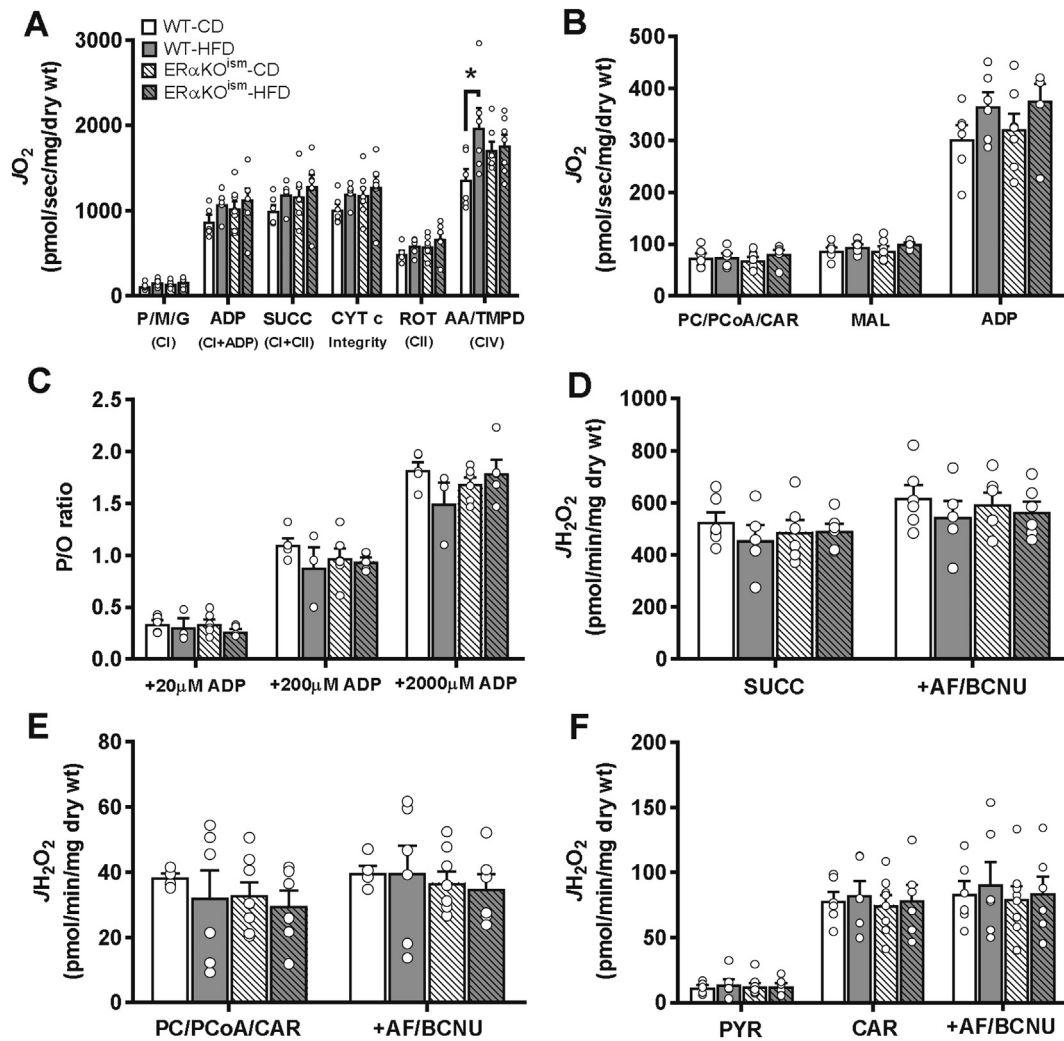 A
3000
2000
1000
0
JO₂
(pmol/sec/mg/dry wt)
WT-CD
WT-HFD
ERαKOⁱˢᵐ-CD
ERαKOⁱˢᵐ-HFD
*
P/M/G
(CI)
ADP
(CI+ADP)
SUCC
(CI+CII)
CYT c
Integrity
ROT
(CII)
AA/TMPD
(CIV)
B
500
400
300
200
100
0
JO₂
(pmol/sec/mg/dry wt)
PC/PCoA/CAR
MAL
ADP
C
2.5
2.0
1.5
1.0
0.5
0.0
P/O ratio
+20μM ADP
+200μM ADP
+2000μM ADP
D
1000
800
600
400
200
0
JH₂O₂
(pmol/min/mg dry wt)
SUCC
+AF/BCNU
E
80
60
40
20
0
JH₂O₂
(pmol/min/mg dry wt)
PC/PCoA/CAR
+AF/BCNU
F
200
150
100
50
0
JH₂O₂
(pmol/min/mg dry wt)
PYR
CAR
+AF/BCNU